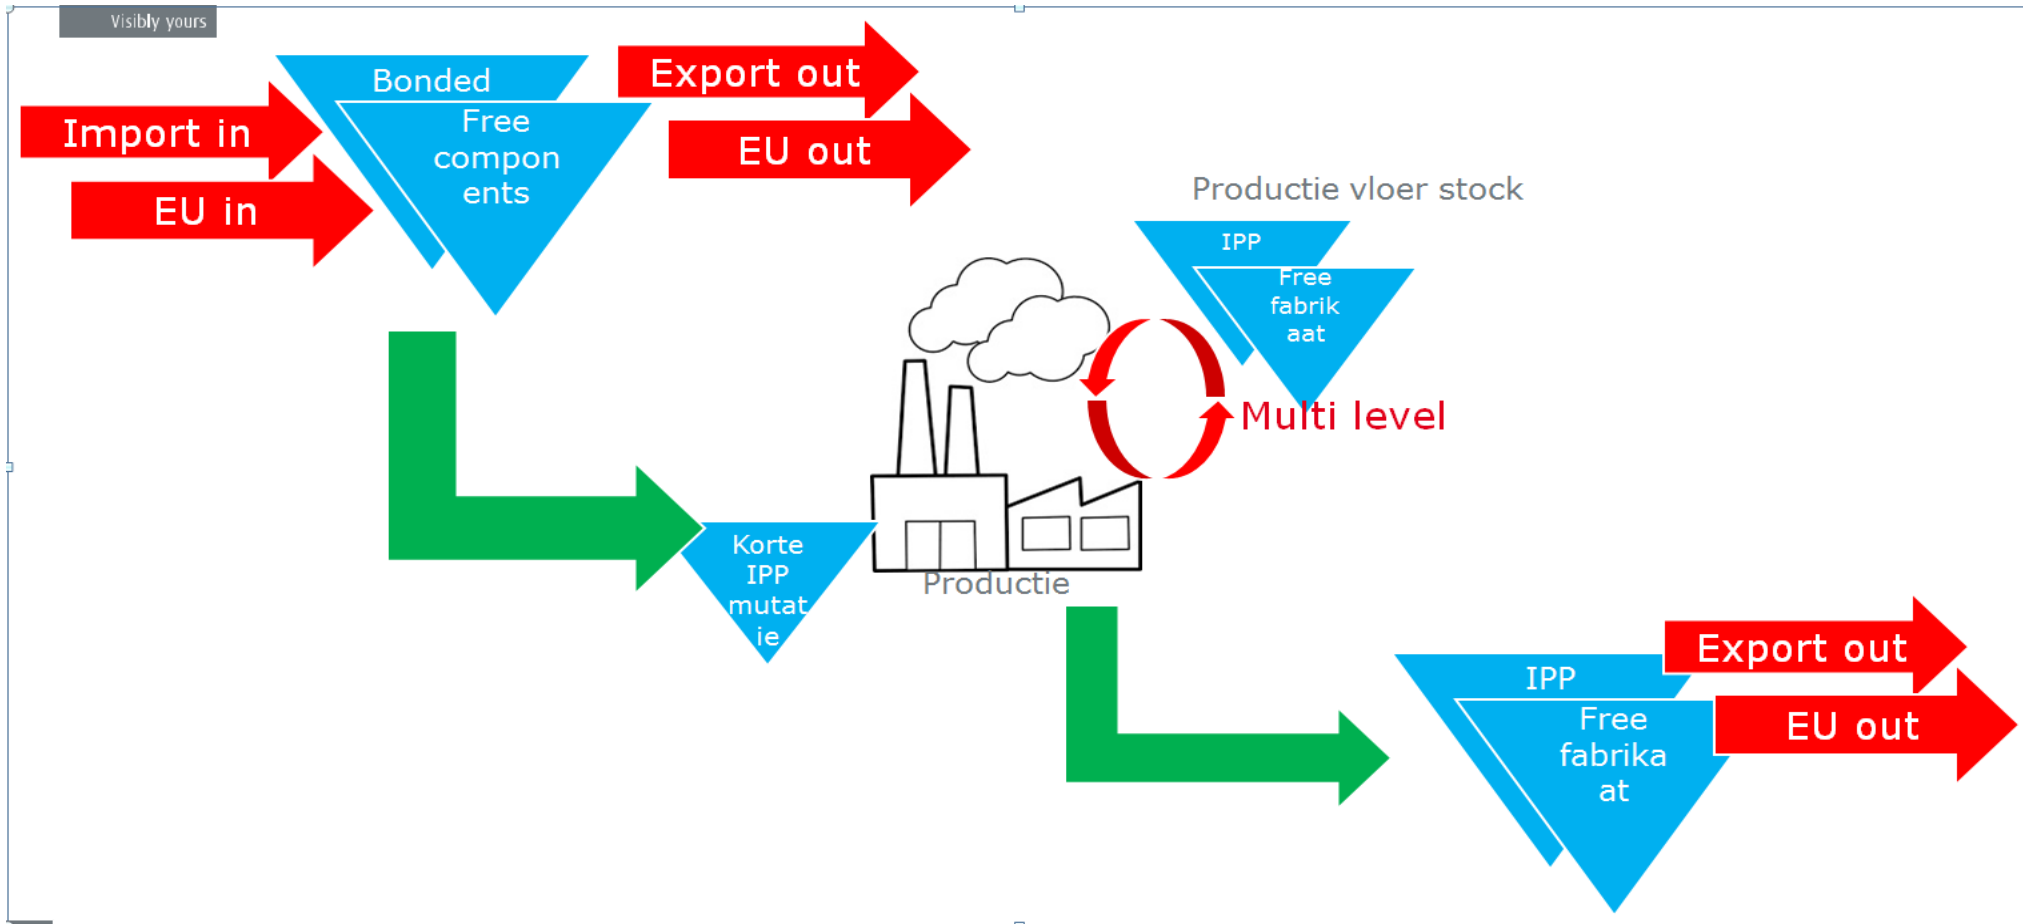 Visibly yours
Bonded
Export out
Import in
Free
compon
ents
EU out
EU in
Productie vloer stock
IPP
Free
fabrik
aat
Multi level
Korte
IPP
mutat
ie
Productie
Export out
IPP
Free
fabrika
at
EU out